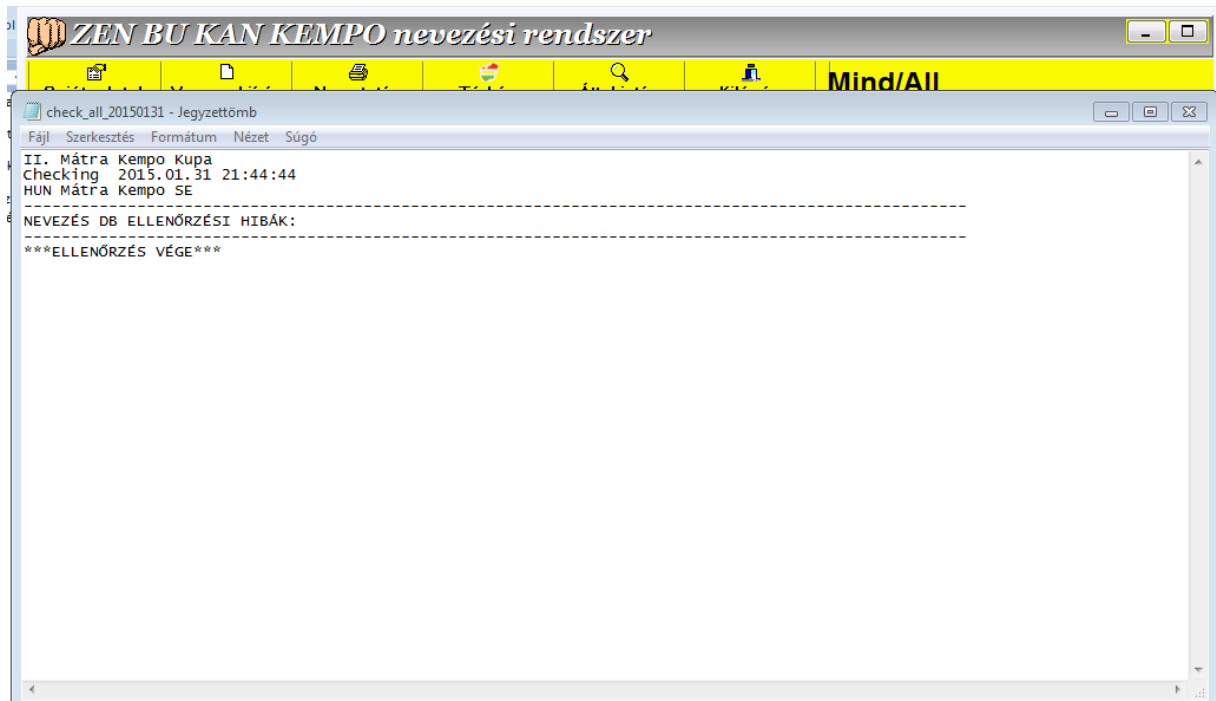 ZEN BU KAN KEMPO nevezési rendszer
Mind/All
check_all_20150131 - Jegyzettömb
Fájl Szerkesztés Formátum Nézet Súgó
II. Mátra Kempo Kupa
Checking 2015.01.31 21:44:44
HUN Mátra Kempo SE
----------------------------------------------------------------------------------------------------
NEVEZÉS DB ELLENŐRZÉSI HIBÁK:
----------------------------------------------------------------------------------------------------
***ELLENŐRZÉS VÉGE***